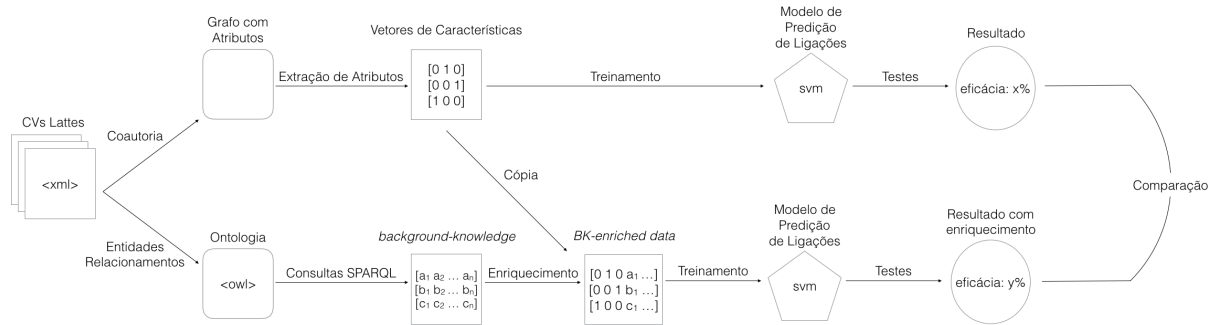 Grafo com
Atributos
Vetores de Características
Modelo de
Predição
de Ligações
Resultado
[0 1 0]
[0 0 1]
[1 0 0]
Extração de Atributos
Treinamento
svm
Testes
eficácia: x%
CVs Lattes
<xml>
Coautoria
Cópia
Comparação
Entidades
Relacionamentos
Ontologia
<owl>
Consultas SPARQL
background-knowledge
[a₁ a₂ … aₙ]
[b₁ b₂ … bₙ]
[c₁ c₂ … cₙ]
Enriquecimento
BK-enriched data
[0 1 0 a₁ …]
[0 0 1 b₁ …]
[1 0 0 c₁ …]
Treinamento
Modelo de
Predição
de Ligações
svm
Testes
Resultado com
enriquecimento
eficácia: y%